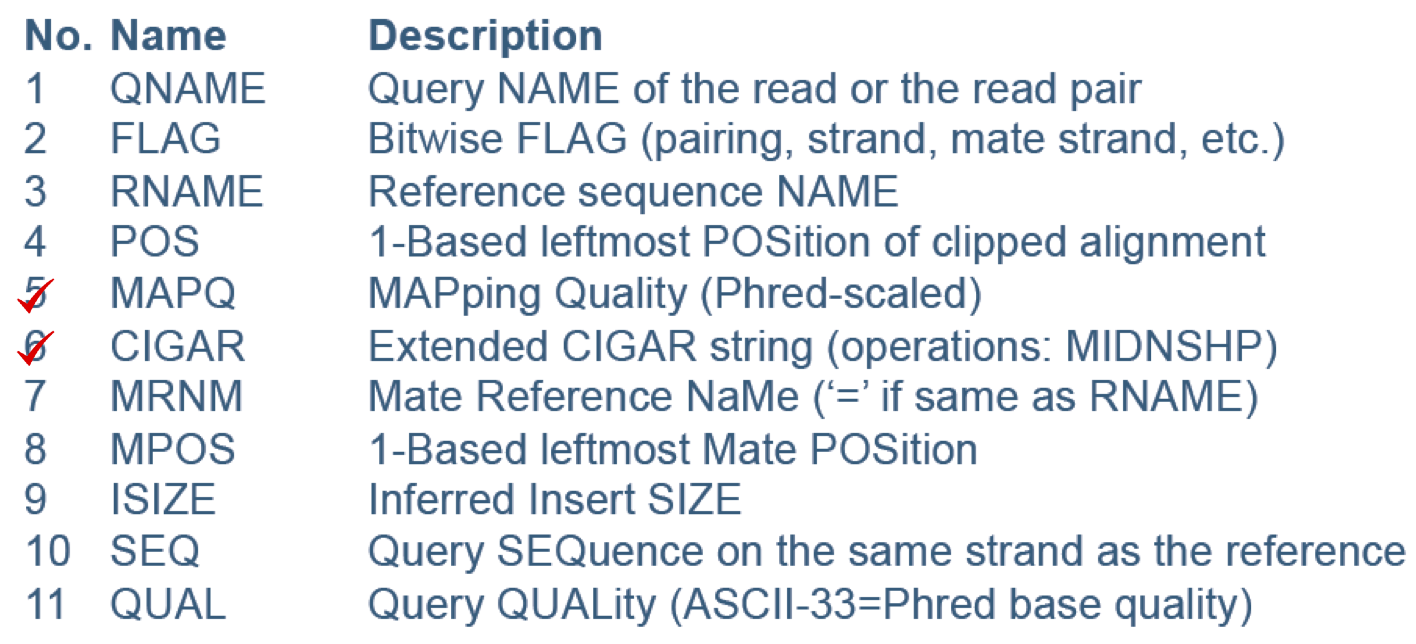 No. Name Description
1 QNAME Query NAME of the read or the read pair
2 FLAG Bitwise FLAG (pairing, strand, mate strand, etc.)
3 RNAME Reference sequence NAME
4 POS 1-Based leftmost POSition of clipped alignment
5 MAPQ MAPping Quality (Phred-scaled)
6 CIGAR Extended CIGAR string (operations: MIDNSHP)
7 MRNM Mate Reference NaMe (‘=’ if same as RNAME)
8 MPOS 1-Based leftmost Mate POSition
9 ISIZE Inferred Insert SIZE
10 SEQ Query SEQuence on the same strand as the reference
11 QUAL Query QUALity (ASCII-33=Phred base quality)